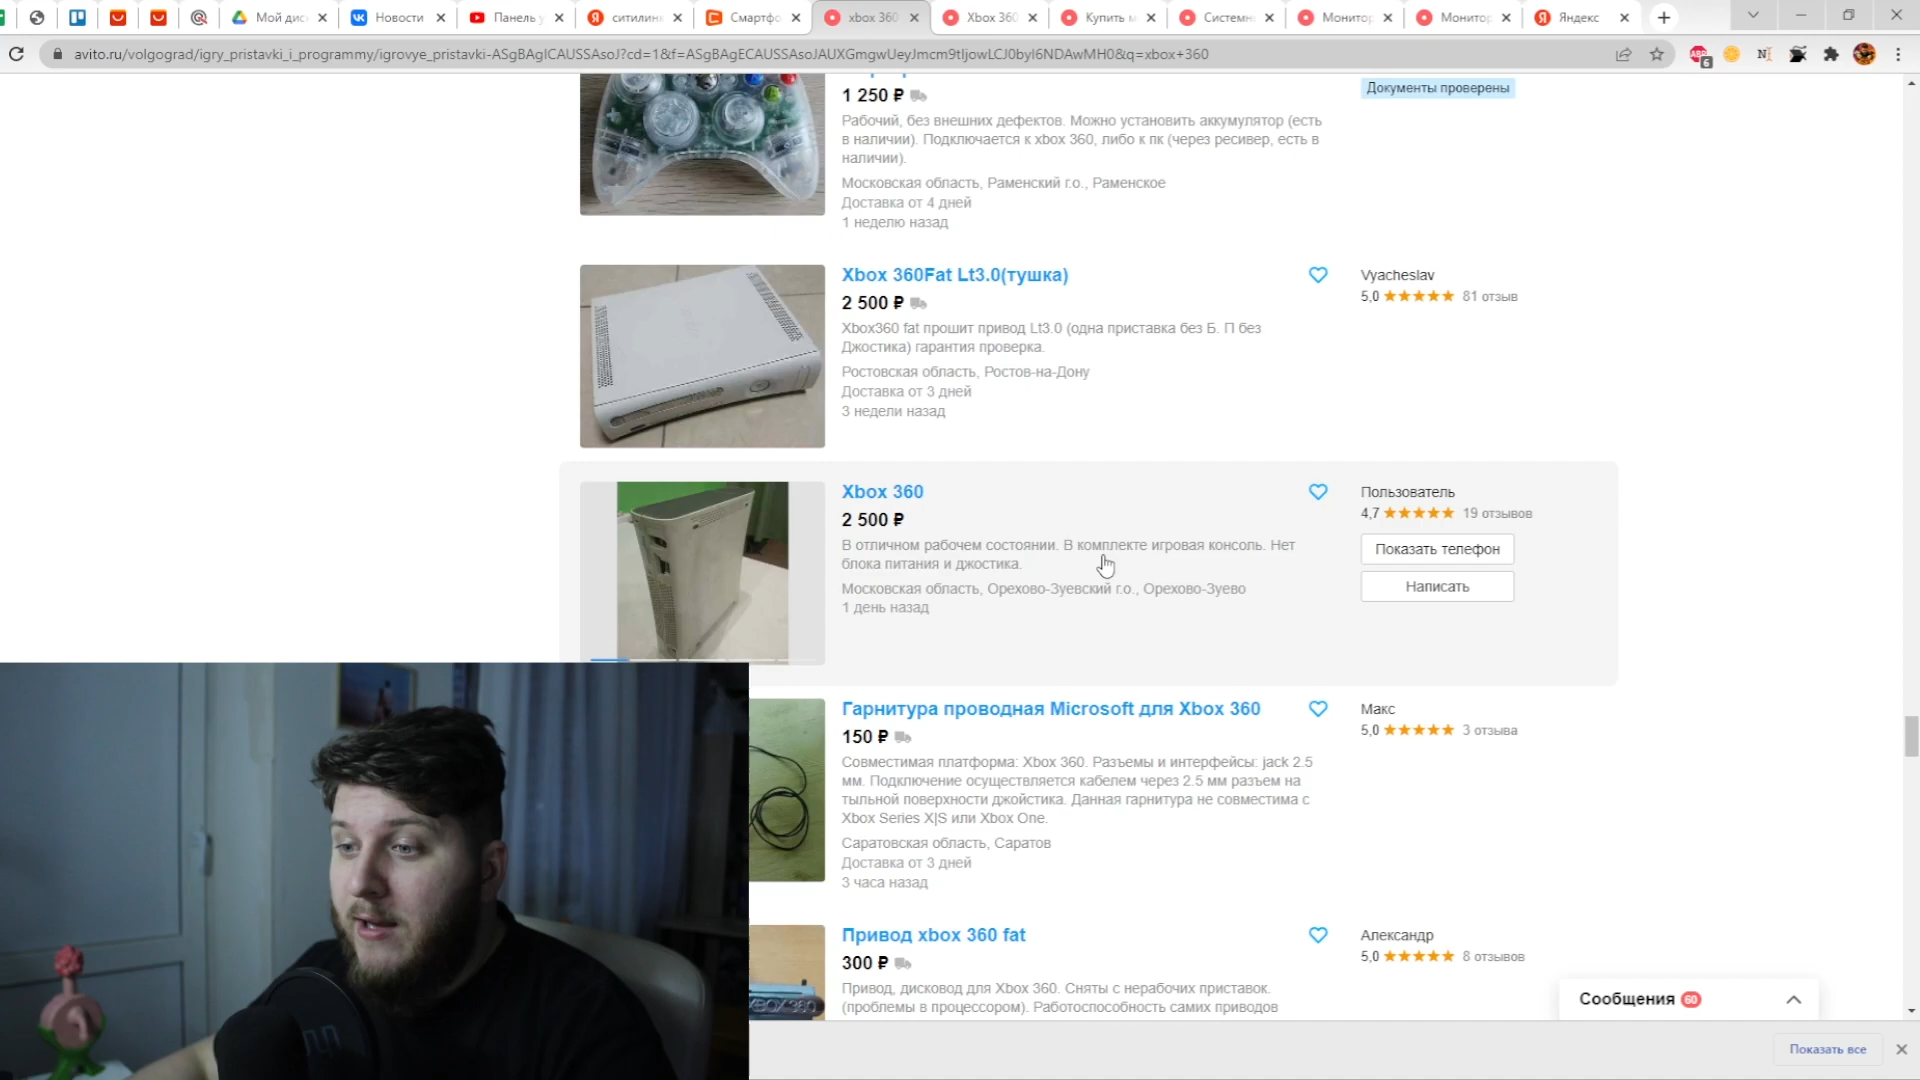 Мой дис
Новости
Панель у
ситилинк
Смартфо
xbox 360
Xbox 360
Купить м
Системн
Монитор
Монитор
Яндекс
avito.ru/volgograd/igry_pristavki_i_programmy/igrovye_pristavki-ASgBAgICAUSSAsoJ?cd=1&f=ASgBAgECAUSSAsoJAUXGmgwUeyJmcm9tIjowLCJ0byI6NDAwMH0&q=xbox+360
6
1 250 ₽
Документы проверены
Рабочий, без внешних дефектов. Можно установить аккумулятор (есть
в наличии). Подключается к xbox 360, либо к пк (через ресивер, есть в
наличии).
Московская область, Раменский г.о., Раменское
Доставка от 4 дней
1 неделю назад
Xbox 360Fat Lt3.0(тушка)
2 500 ₽
Xbox360 fat прошит привод Lt3.0 (одна приставка без Б. П без
Джостика) гарантия проверка.
Ростовская область, Ростов-на-Дону
Доставка от 3 дней
3 недели назад
Vyacheslav
5,0 81 отзыв
Xbox 360
2 500 ₽
В отличном рабочем состоянии. В комплекте игровая консоль. Нет
блока питания и джостика.
Московская область, Орехово-Зуевский г.о., Орехово-Зуево
1 день назад
Пользователь
4,7 19 отзывов
Показать телефон
Написать
Гарнитура проводная Microsoft для Xbox 360
150 ₽
Совместимая платформа: Xbox 360. Разъемы и интерфейсы: jack 2.5
мм. Подключение осуществляется кабелем через 2.5 мм разъем на
тыльной поверхности джойстика. Данная гарнитура не совместима с
Xbox Series X|S или Xbox One.
Саратовская область, Саратов
Доставка от 3 дней
3 часа назад
Макс
5,0 3 отзыва
Привод xbox 360 fat
300 ₽
Привод, дисковод для Xbox 360. Сняты с нерабочих приставок.
(проблемы в процессором). Работоспособность самих приводов
Александр
5,0 8 отзывов
XBOX360
Сообщения 60
Показать все